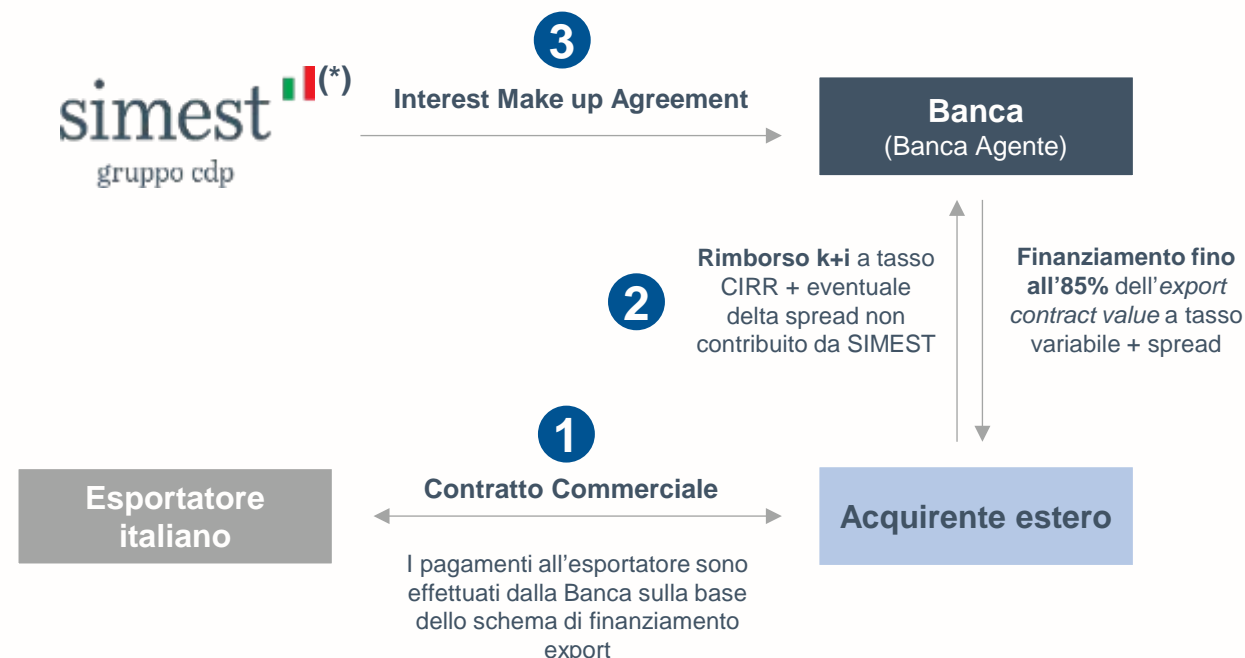 3
(*)
simest
gruppo cdp
Interest Make up Agreement
Banca
(Banca Agente)
2
Rimborso k+i a tasso
CIRR + eventuale
delta spread non
contribuito da SIMEST
Finanziamento fino
all'85% dell'export
contract value a tasso
variabile + spread
1
Esportatore
italiano
Contratto Commerciale
Acquirente estero
I pagamenti all'esportatore sono
effettuati dalla Banca sulla base
dello schema di finanziamento
export